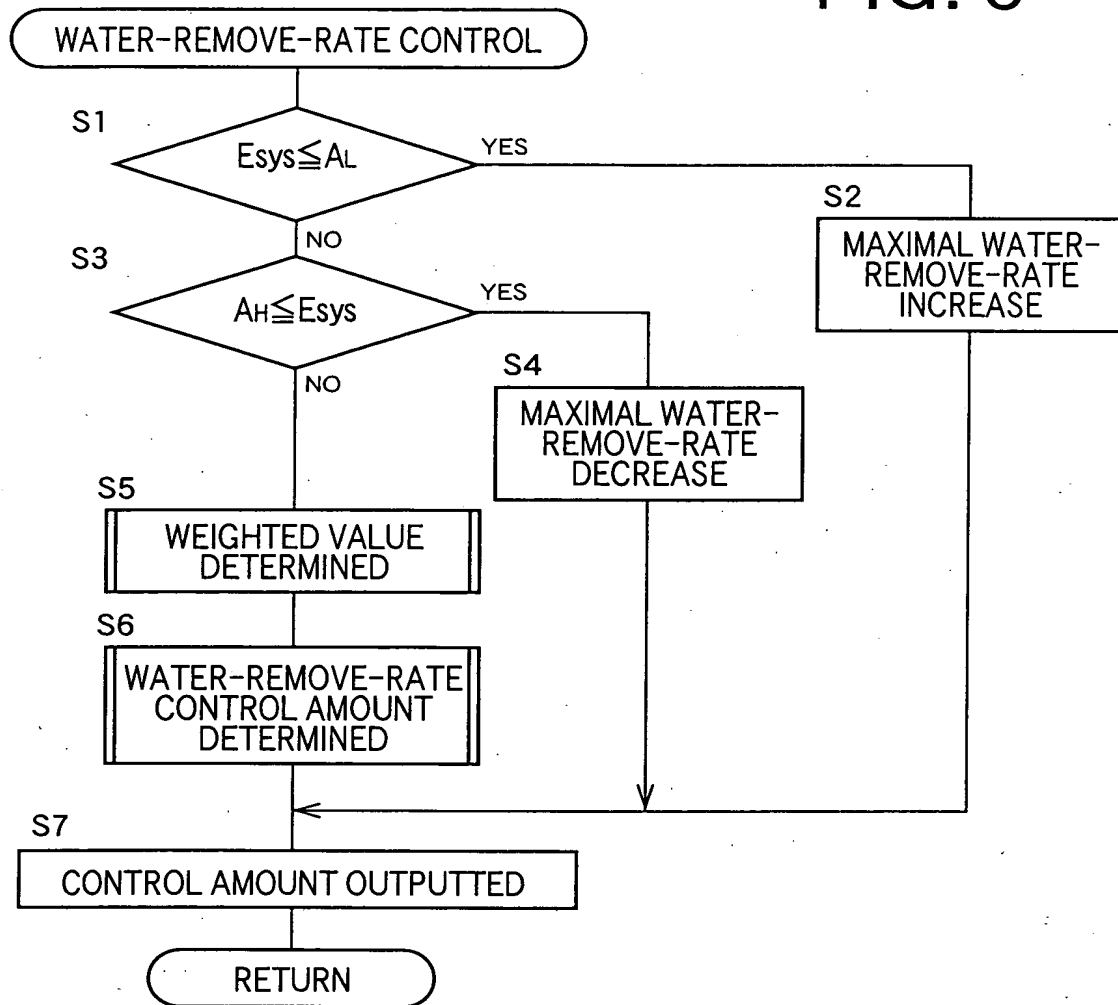 WATER-REMOVE-RATE CONTROL
S1
Esys≦AL
YES
NO
S2
MAXIMAL WATER-
REMOVE-RATE
INCREASE
S3
AH≦Esys
YES
NO
S4
MAXIMAL WATER-
REMOVE-RATE
DECREASE
S5
WEIGHTED VALUE
DETERMINED
S6
WATER-REMOVE-RATE
CONTROL AMOUNT
DETERMINED
S7
CONTROL AMOUNT OUTPUTTED
RETURN